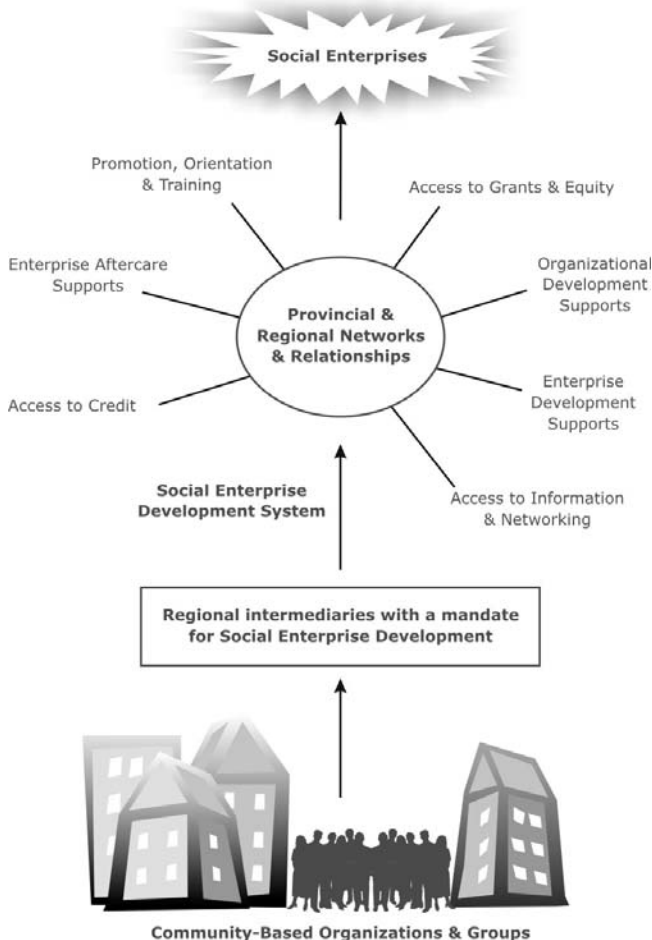 Social Enterprises
Promotion, Orientation
& Training
Access to Grants & Equity
Enterprise Aftercare
Supports
Organizational
Development
Supports
Provincial &
Regional Networks
& Relationships
Access to Credit
Enterprise
Development
Supports
Social Enterprise
Development System
Access to Information
& Networking
Regional intermediaries with a mandate
for Social Enterprise Development
Community-Based Organizations & Groups